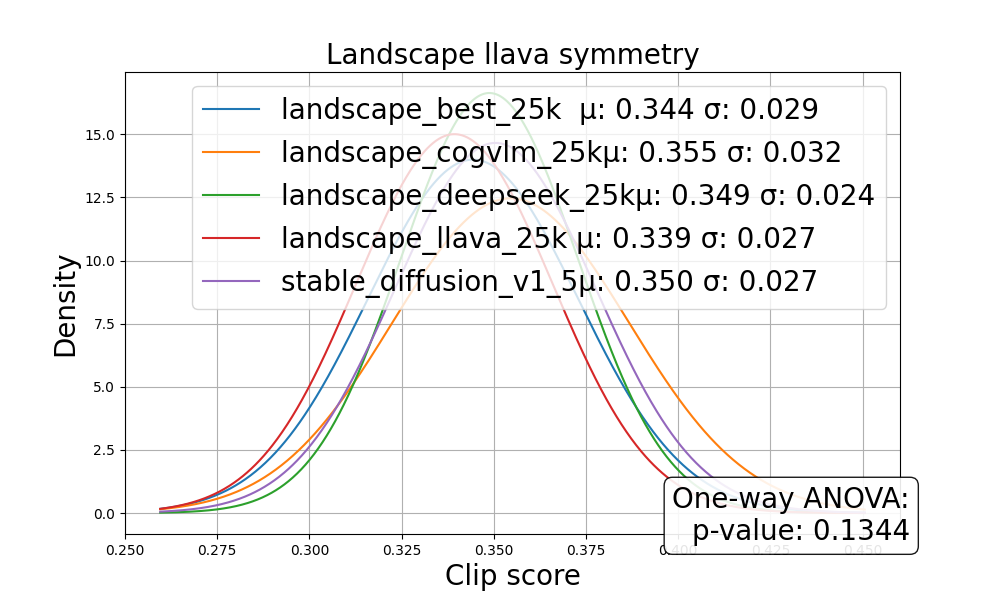 Landscape llava symmetry
landscape_best_25k  μ: 0.344 σ: 0.029
landscape_cogvlm_25kμ: 0.355 σ: 0.032
landscape_deepseek_25kμ: 0.349 σ: 0.024
landscape_llava_25k μ: 0.339 σ: 0.027
stable_diffusion_v1_5μ: 0.350 σ: 0.027
Density
15.0
12.5
10.0
7.5
5.0
2.5
0.0
One-way ANOVA:
p-value: 0.1344
0.250 0.275 0.300 0.325 0.350 0.375 0.400 0.425 0.450
Clip score